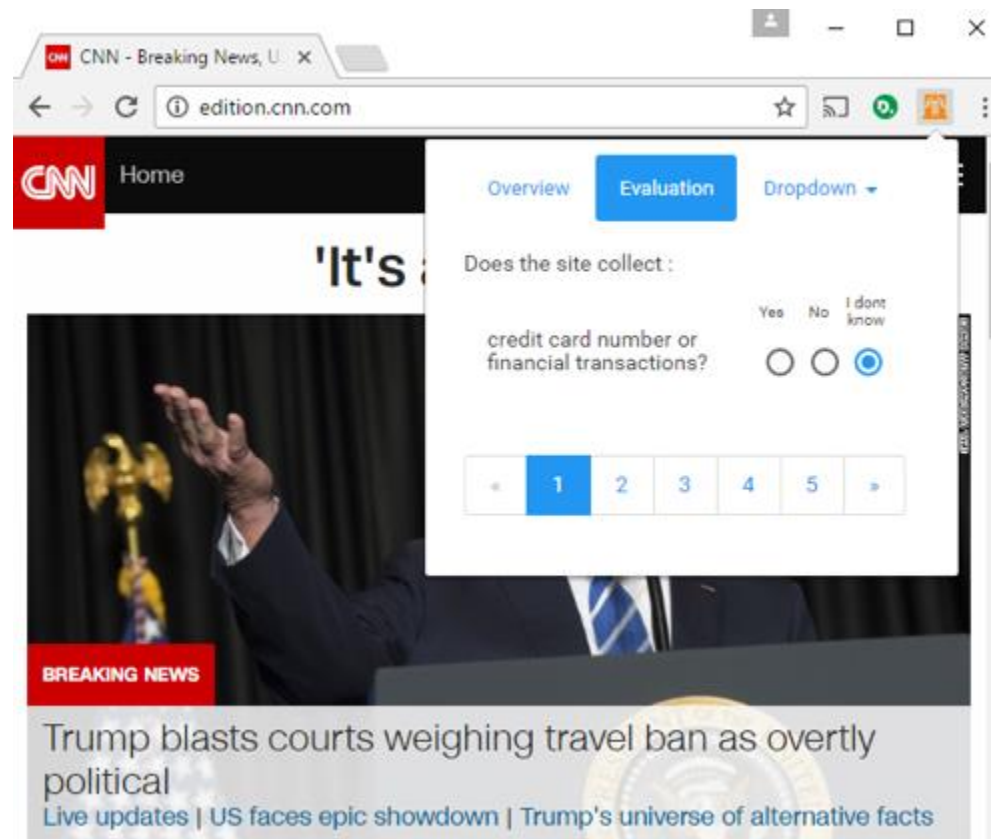 CNN - Breaking News, U
edition.cnn.com
CNN
Home
Overview
Evaluation
Dropdown
'It's
Does the site collect :
Yes No I dont know
credit card number or
financial transactions?
« 1 2 3 4 5 »
BREAKING NEWS
Trump blasts courts weighing travel ban as overtly
political
Live updates | US faces epic showdown | Trump's universe of alternative facts